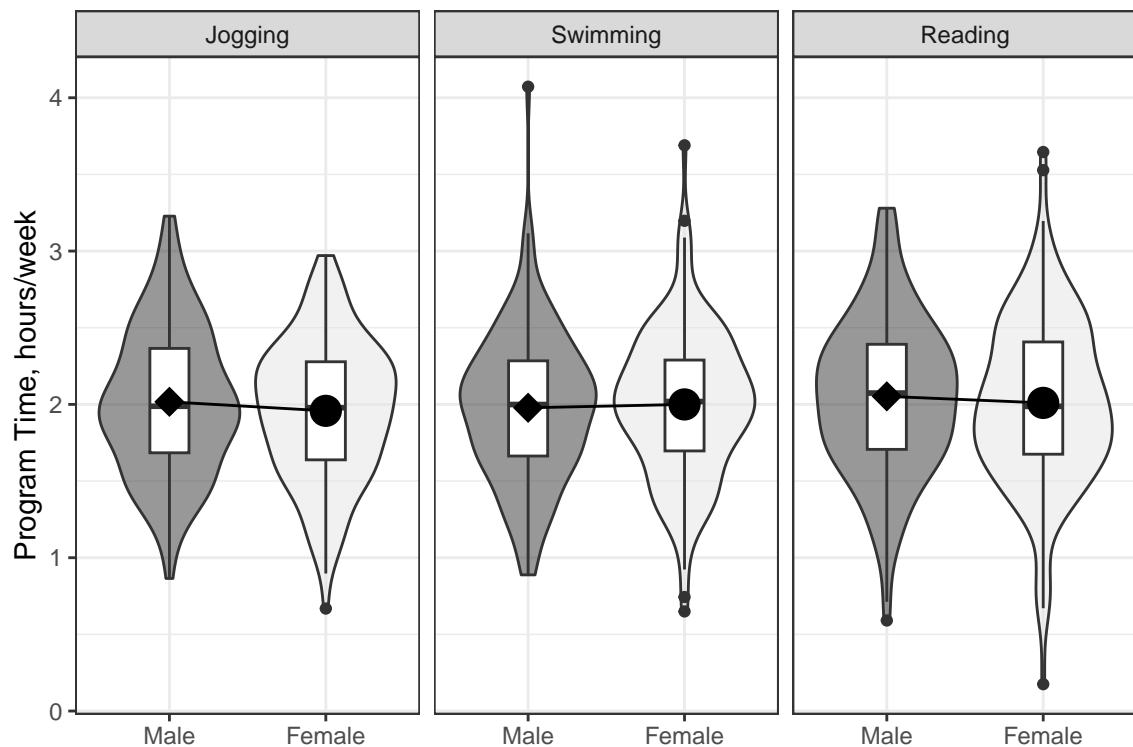 Jogging
Swimming
Reading
Program Time, hours/week
4
3
2
1
0
Male
Female
Male
Female
Male
Female